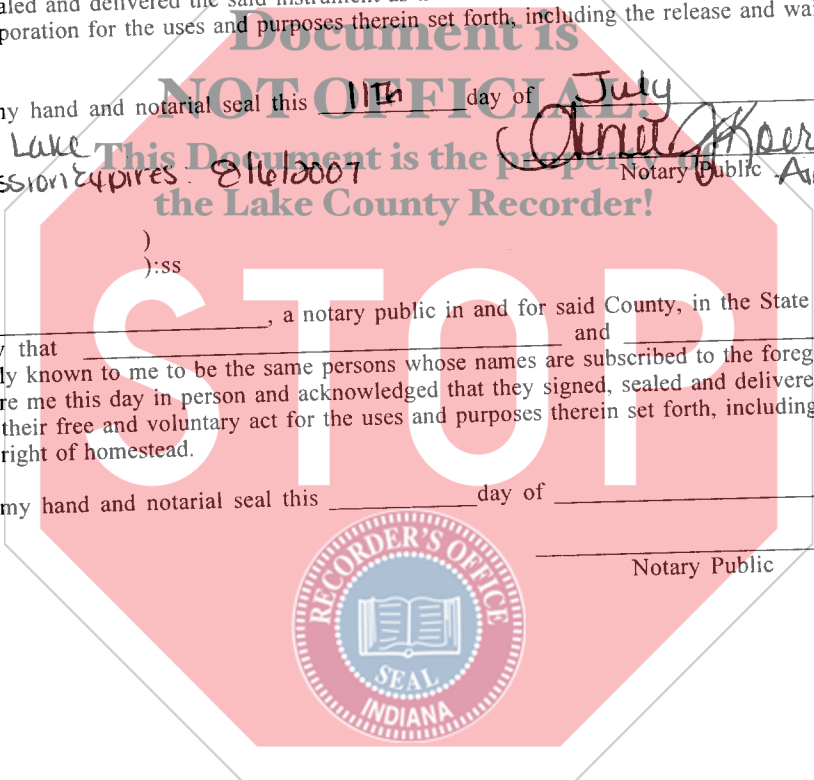 aled and delivered the said instrument as
poration for the uses and purposes therein set forth, including the release and wai
Document is
NOT OFFICIAL!
my hand and notarial seal this 11th day of July
Lake
This Document is the property of
ssion Expires: 8/6/2007
Notary Public
the Lake County Recorder!
)
):ss
STOP
, a notary public in and for said County, in the State
y that and
ly known to me to be the same persons whose names are subscribed to the foreg
re me this day in person and acknowledged that they signed, sealed and delivere
their free and voluntary act for the uses and purposes therein set forth, including
right of homestead.
my hand and notarial seal this day of
Notary Public
RECORDER'S OFFICE
SEAL
INDIANA